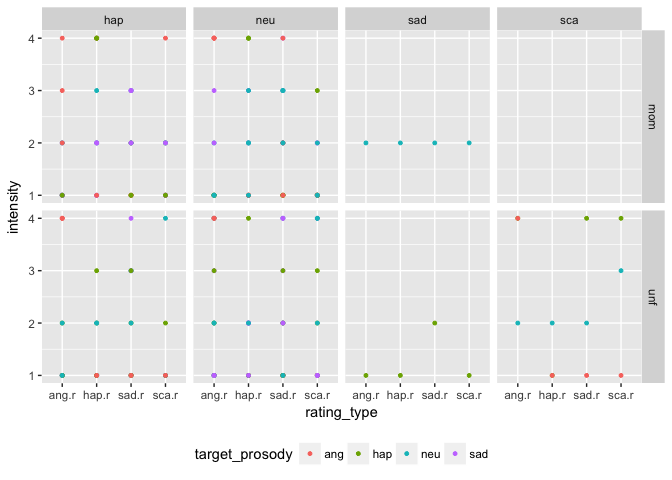 hap neu sad sca
4
3
2
1
mom
4
3
2
1
unf
intensity
ang.r hap.r sad.r sca.r ang.r hap.r sad.r sca.r ang.r hap.r sad.r sca.r ang.r hap.r sad.r sca.r
rating_type
target_prosody ang hap neu sad